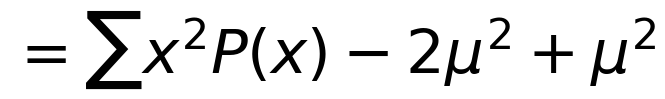 = ∑x²P(x) − 2μ² + μ²